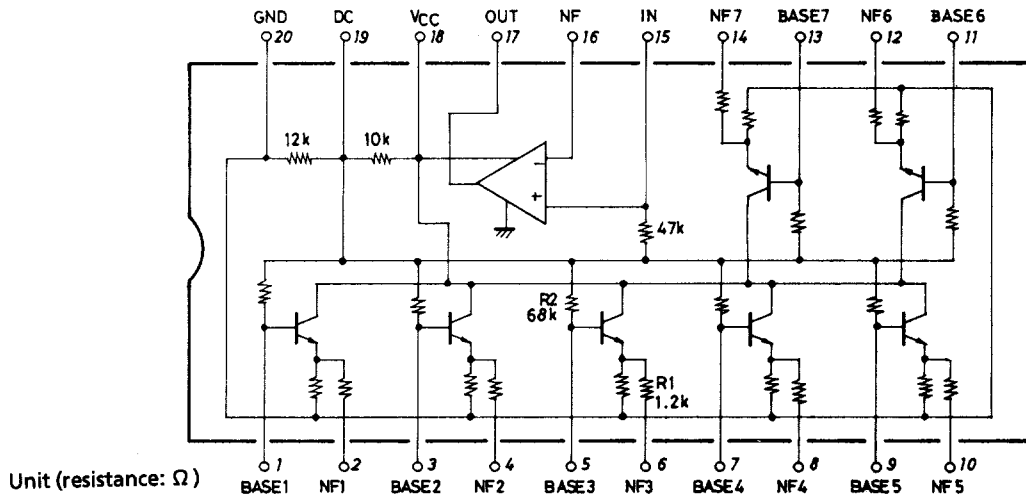 GND DC VCC OUT NF IN NF7 BASE7 NF6 BASE6
20 19 18 17 16 15 14 13 12 11
12k 10k
-
+
47k
R2
68k
R1
1.2k
1 2 3 4 5 6 7 8 9 10
BASE1 NF1 BASE2 NF2 BASE3 NF3 BASE4 NF4 BASE5 NF5
Unit (resistance: Ω)